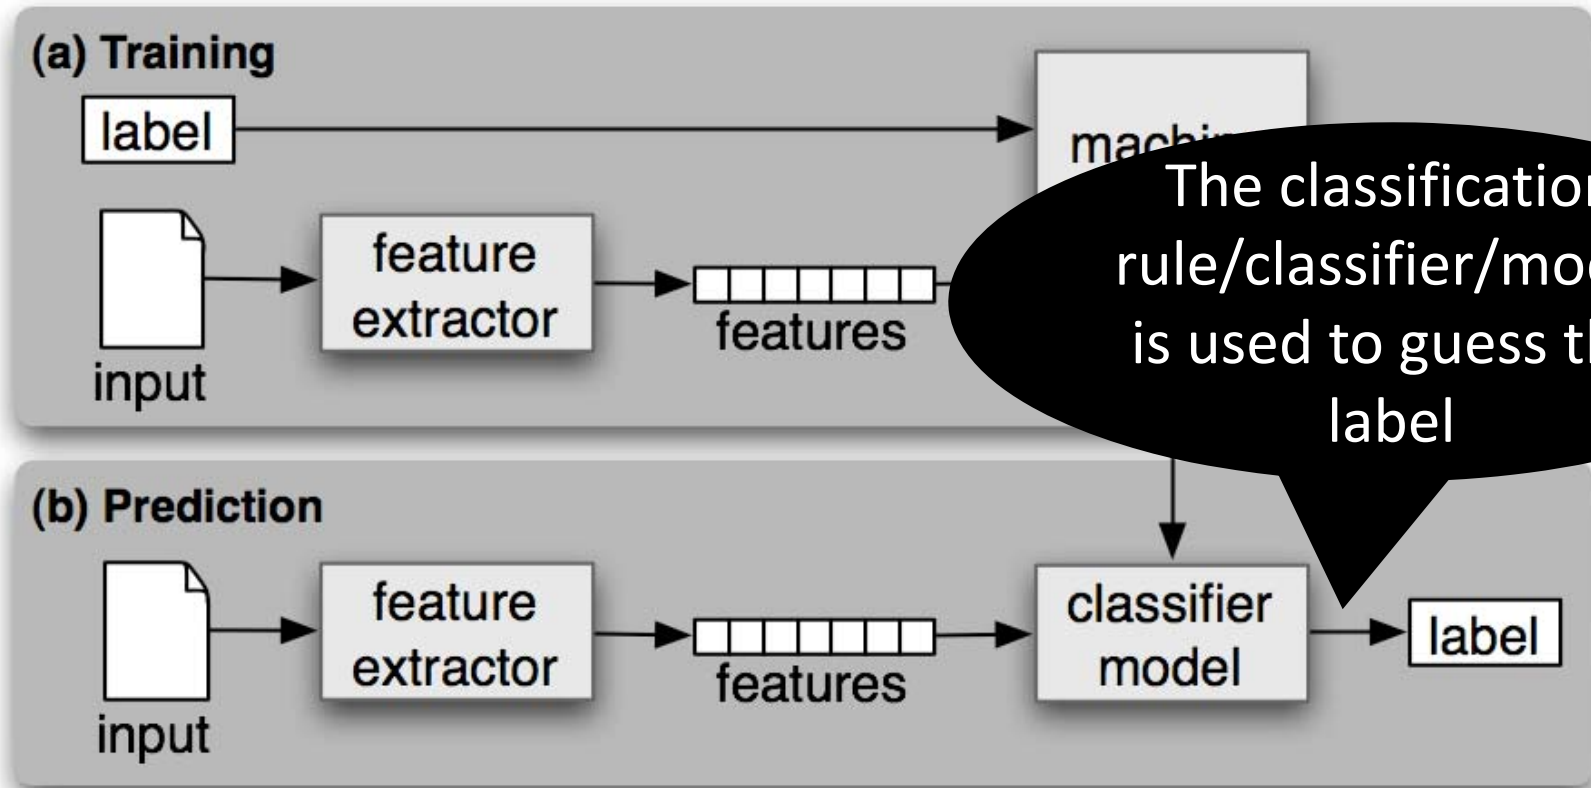 (a) Training
label
feature
extractor
features
input
The classification
rule/classifier/mod
is used to guess th
label
(b) Prediction
feature
extractor
features
input
classifier
model
label